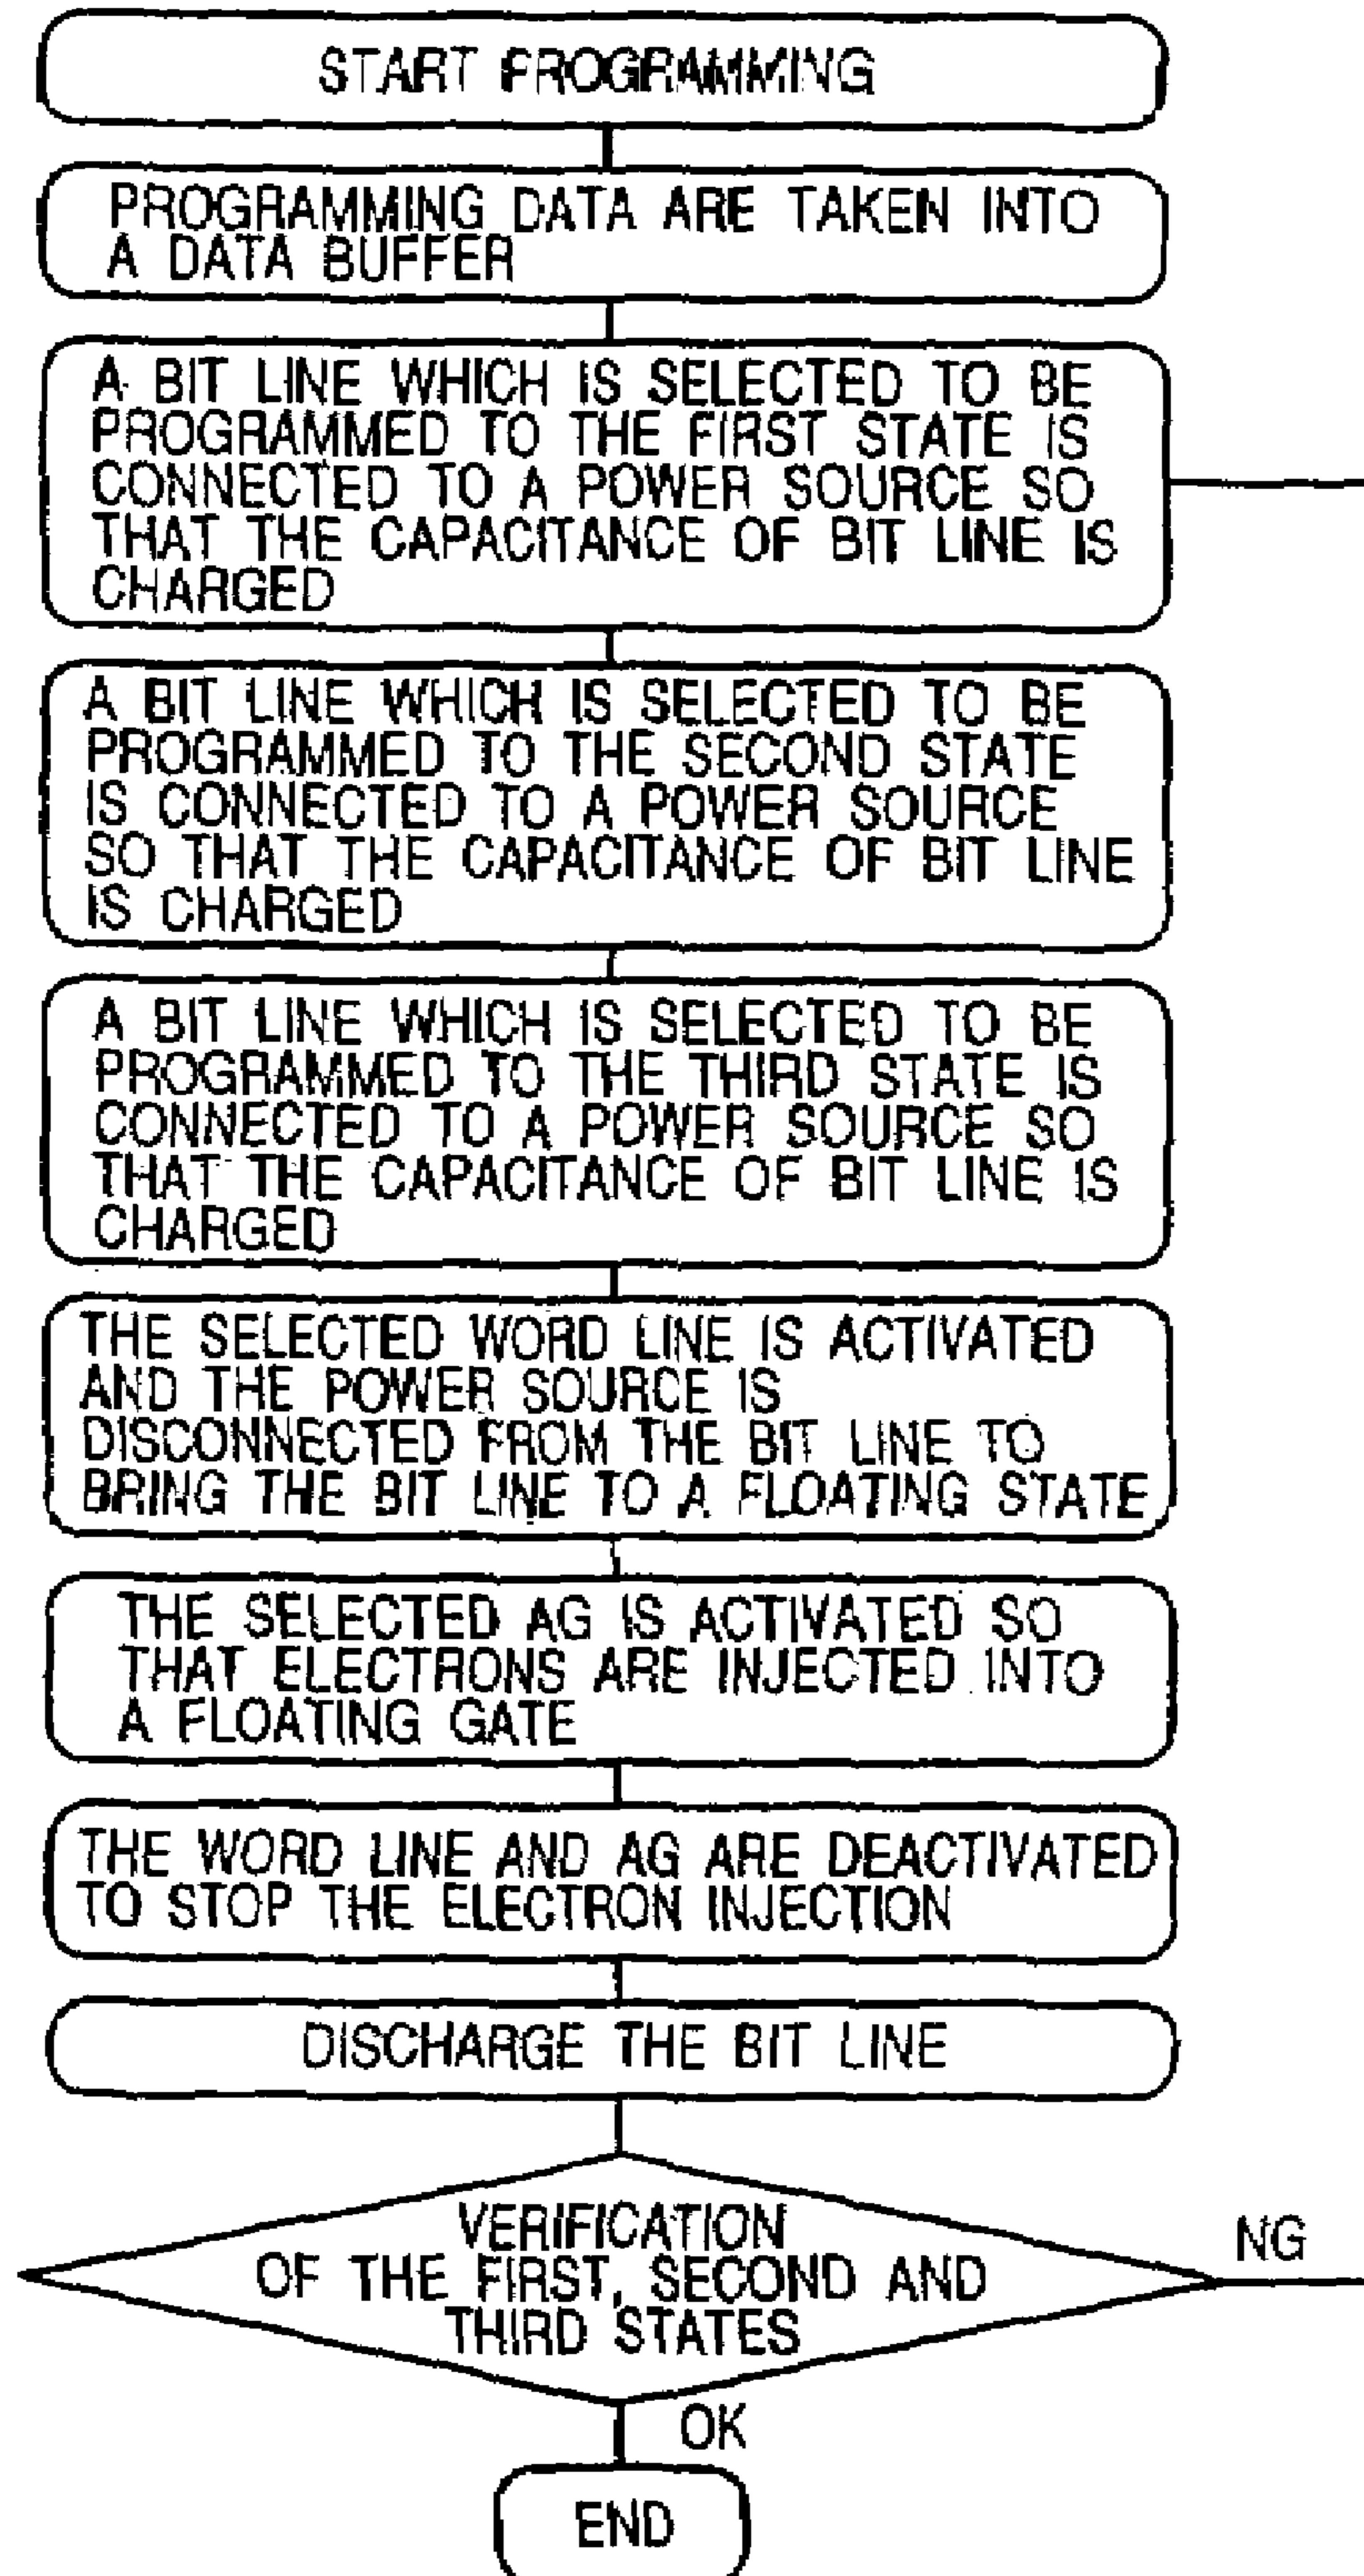 START PROGRAMMING
PROGRAMMING DATA ARE TAKEN INTO
A DATA BUFFER
A BIT LINE WHICH IS SELECTED TO BE
PROGRAMMED TO THE FIRST STATE IS
CONNECTED TO A POWER SOURCE SO
THAT THE CAPACITANCE OF BIT LINE IS
CHARGED
A BIT LINE WHICH IS SELECTED TO BE
PROGRAMMED TO THE SECOND STATE
IS CONNECTED TO A POWER SOURCE
SO THAT THE CAPACITANCE OF BIT LINE
IS CHARGED
A BIT LINE WHICH IS SELECTED TO BE
PROGRAMMED TO THE THIRD STATE IS
CONNECTED TO A POWER SOURCE SO
THAT THE CAPACITANCE OF BIT LINE IS
CHARGED
THE SELECTED WORD LINE IS ACTIVATED
AND THE POWER SOURCE IS
DISCONNECTED FROM THE BIT LINE TO
BRING THE BIT LINE TO A FLOATING STATE
THE SELECTED AG IS ACTIVATED SO
THAT ELECTRONS ARE INJECTED INTO
A FLOATING GATE
THE WORD LINE AND AG ARE DEACTIVATED
TO STOP THE ELECTRON INJECTION
DISCHARGE THE BIT LINE
VERIFICATION
OF THE FIRST, SECOND AND
THIRD STATES
NG
OK
END